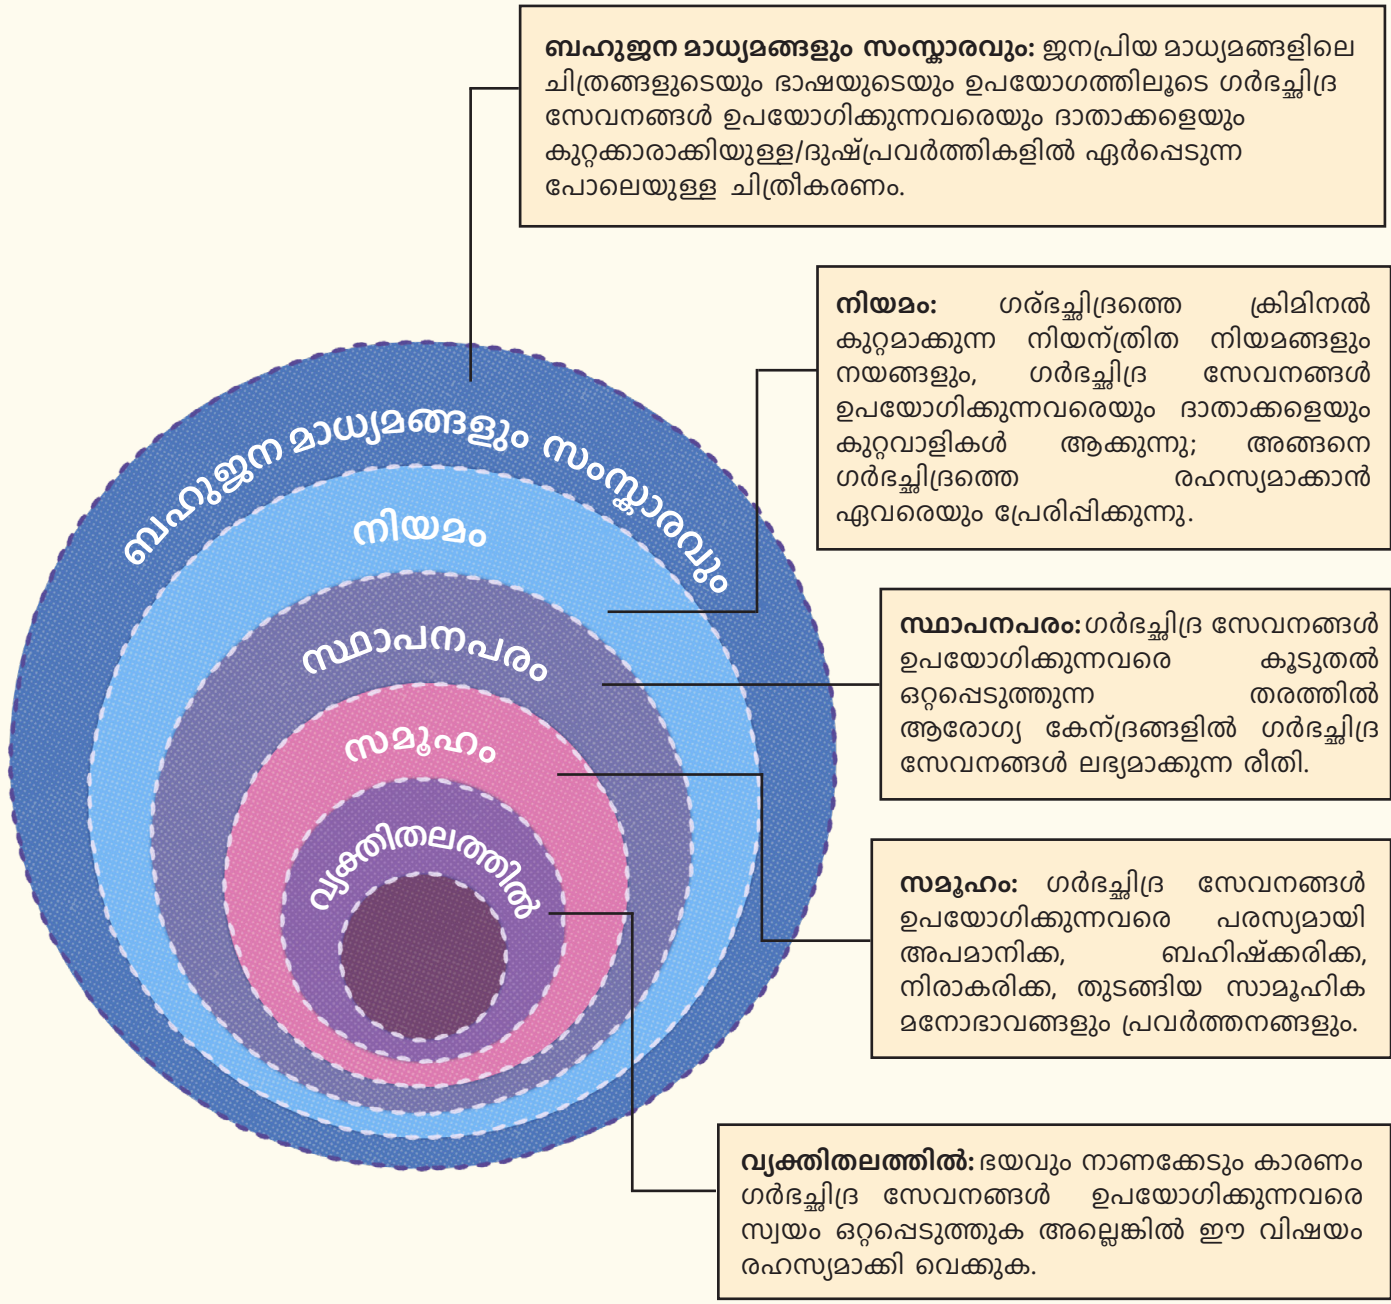 ബഹുജന മാധ്യമങ്ങളും സംസ്കാരവും: ജനപ്രിയ മാധ്യമങ്ങളിലെ
ചിത്രങ്ങളുടെയും ഭാഷയുടെയും ഉപയോഗത്തിലൂടെ ഗർഭച്ഛിദ്ര
സേവനങ്ങൾ ഉപയോഗിക്കുന്നവരെയും ദാതാക്കളെയും
കുറ്റക്കാരാക്കിയുള്ള/ദുഷ്പ്രവർത്തികളിൽ ഏർപ്പെടുന്ന
പോലെയുള്ള ചിത്രീകരണം.
നിയമം: ഗര്ഭച്ഛിദ്രത്തെ ക്രിമിനൽ
കുറ്റമാക്കുന്ന നിയന്ത്രിത നിയമങ്ങളും
നയങ്ങളും, ഗർഭച്ഛിദ്ര സേവനങ്ങൾ
ഉപയോഗിക്കുന്നവരെയും ദാതാക്കളെയും
കുറ്റവാളികൾ ആക്കുന്നു; അങ്ങനെ
ഗർഭച്ഛിദ്രത്തെ രഹസ്യമാക്കാൻ
ഏവരെയും പ്രേരിപ്പിക്കുന്നു.
ബഹുജന മാധ്യമങ്ങളും സംസ്കാരവും
നിയമം
സ്ഥാപനപരം
സമൂഹം
വ്യക്തിതലത്തിൽ
സ്ഥാപനപരം: ഗർഭച്ഛിദ്ര സേവനങ്ങൾ
ഉപയോഗിക്കുന്നവരെ കൂടുതൽ
ഒറ്റപ്പെടുത്തുന്ന തരത്തിൽ
ആരോഗ്യ കേന്ദ്രങ്ങളിൽ ഗർഭച്ഛിദ്ര
സേവനങ്ങൾ ലഭ്യമാക്കുന്ന രീതി.
സമൂഹം: ഗർഭച്ഛിദ്ര സേവനങ്ങൾ
ഉപയോഗിക്കുന്നവരെ പരസ്യമായി
അപമാനിക്ക, ബഹിഷ്ക്കരിക്ക,
നിരാകരിക്ക, തുടങ്ങിയ സാമൂഹിക
മനോഭാവങ്ങളും പ്രവർത്തനങ്ങളും.
വ്യക്തിതലത്തിൽ: ഭയവും നാണക്കേടും കാരണം
ഗർഭച്ഛിദ്ര സേവനങ്ങൾ ഉപയോഗിക്കുന്നവരെ
സ്വയം ഒറ്റപ്പെടുത്തുക അല്ലെങ്കിൽ ഈ വിഷയം
രഹസ്യമാക്കി വെക്കുക.